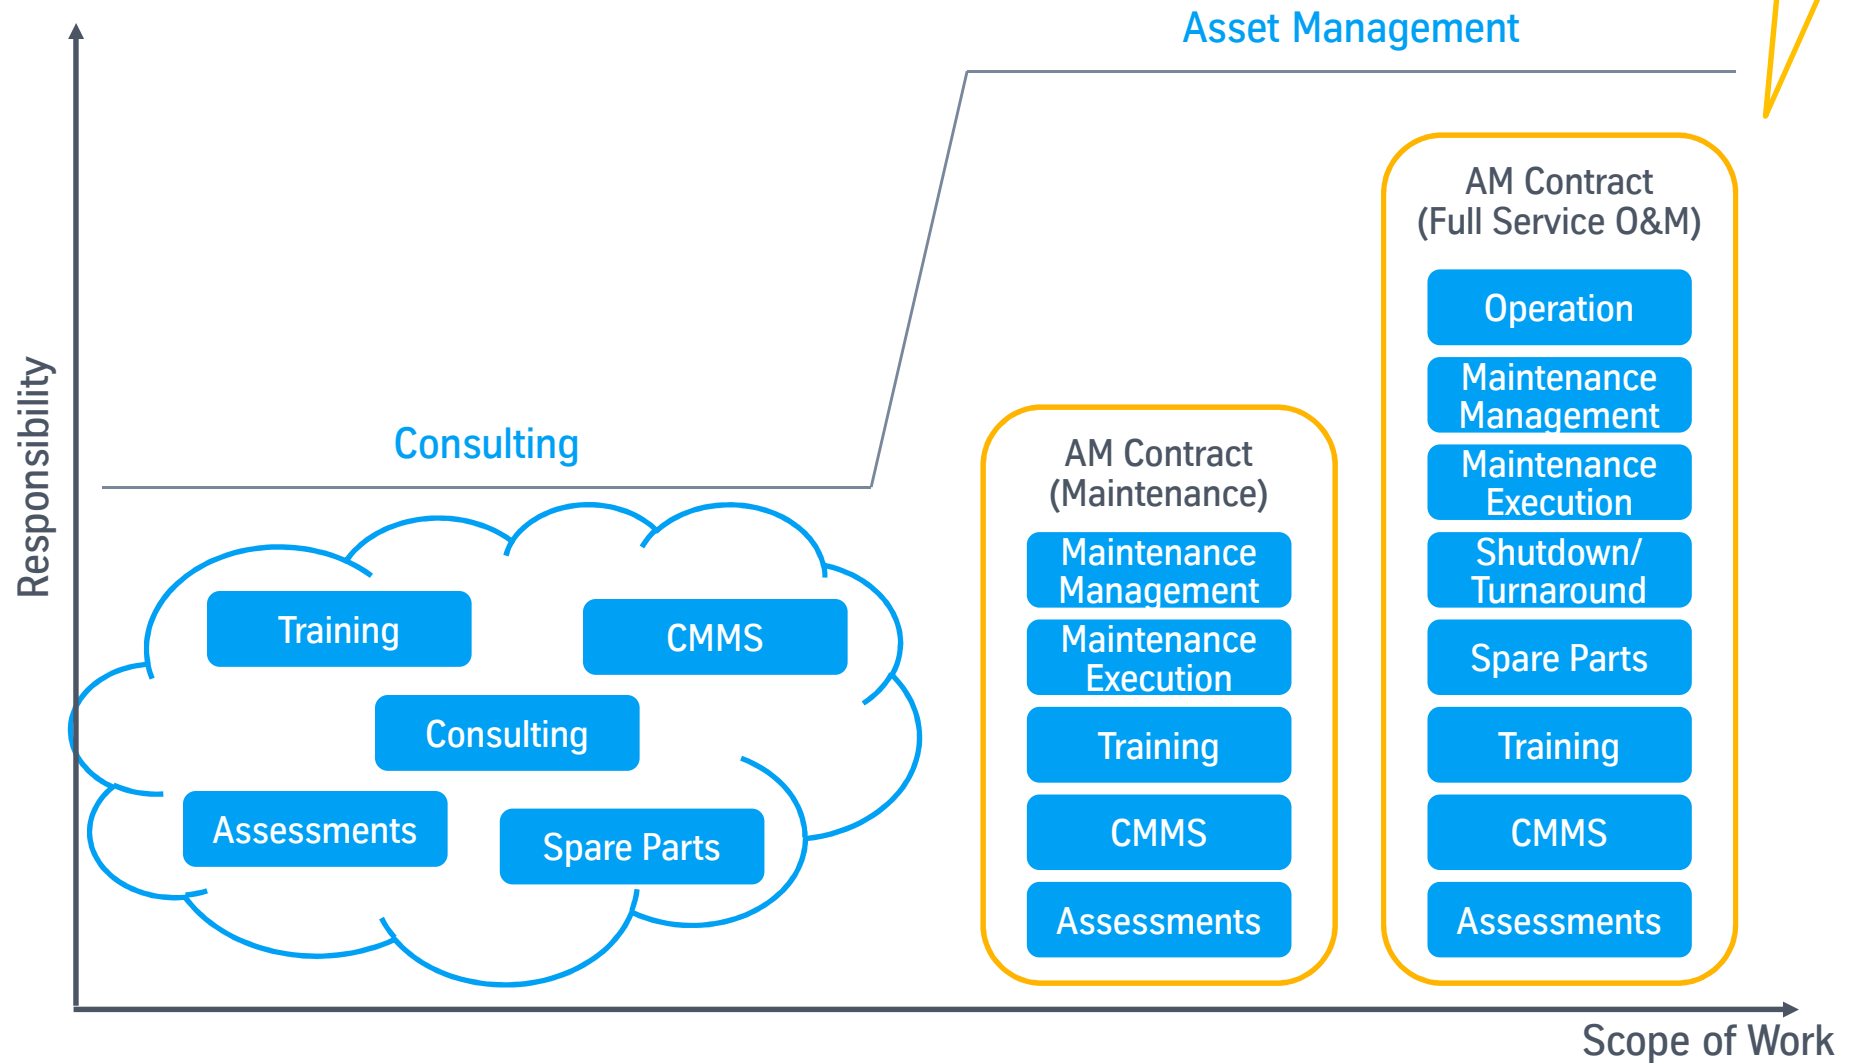 Asset Management
Responsibility
Consulting
Training
CMMS
Consulting
Assessments
Spare Parts
AM Contract
(Maintenance)
Maintenance
Management
Maintenance
Execution
Training
CMMS
Assessments
AM Contract
(Full Service O&M)
Operation
Maintenance
Management
Maintenance
Execution
Shutdown/
Turnaround
Spare Parts
Training
CMMS
Assessments
Scope of Work